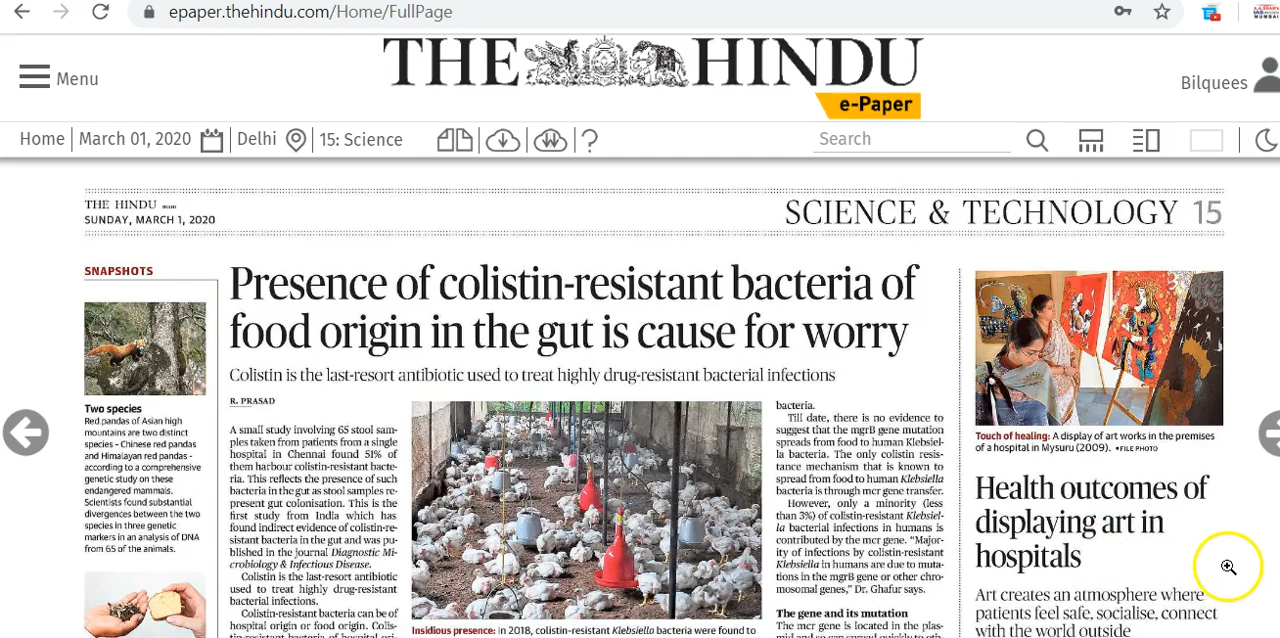 epaper.thehindu.com/Home/FullPage
Menu
THE HINDU
e-Paper
Bilquees
Home | March 01, 2020 | Delhi | 15: Science
?
Search
THE HINDU
SUNDAY, MARCH 1, 2020
SCIENCE & TECHNOLOGY 15
SNAPSHOTS
Two species
Red pandas of Asian high
mountains are two distinct
species - Chinese red pandas
and Himalayan red pandas -
according to a comprehensive
genetic study on these
endangered mammals.
Scientists found substantial
divergences between the two
species in three genetic
markers in an analysis of DNA
from 65 of the animals.
Presence of colistin-resistant bacteria of
food origin in the gut is cause for worry
Colistin is the last-resort antibiotic used to treat highly drug-resistant bacterial infections
R. PRASAD
A small study involving 65 stool sam-
ples taken from patients from a single
hospital in Chennai found 51% of
them harbour colistin-resistant bacte-
ria. This reflects the presence of such
bacteria in the gut as stool samples re-
present gut colonisation. This is the
first study from India which has
found indirect evidence of colistin-re-
sistant bacteria in the gut and was pu-
blished in the journal Diagnostic Mi-
crobiology & Infectious Disease.
Colistin is the last-resort antibiotic
used to treat highly drug-resistant
bacterial infections.
Colistin-resistant bacteria can be of
hospital origin or food origin. Colis-
tin-resistant bacteria of hospital ori-
Insidious presence: In 2018, colistin-resistant Klebsiella bacteria were found to
bacteria.
Till date, there is no evidence to
suggest that the mgrB gene mutation
spreads from food to human Klebsiel-
la bacteria. The only colistin resis-
tance mechanism that is known to
spread from food to human Klebsiella
bacteria is through mcr gene transfer.
However, only a minority (less
than 3%) of colistin-resistant Klebsiel-
la bacterial infections in humans is
contributed by the mcr gene. "Major-
ity of infections by colistin-resistant
Klebsiella in humans are due to muta-
tions in the mgrB gene or other chro-
mosomal genes," Dr. Ghafur says.
The gene and its mutation
The mcr gene is located in the plas-
mid and so can spread quickly to oth-
Touch of healing: A display of art works in the premises
of a hospital in Mysuru (2009). •FILE PHOTO
Health outcomes of
displaying art in
hospitals
Art creates an atmosphere where
patients feel safe, socialise, connect
with the world outside